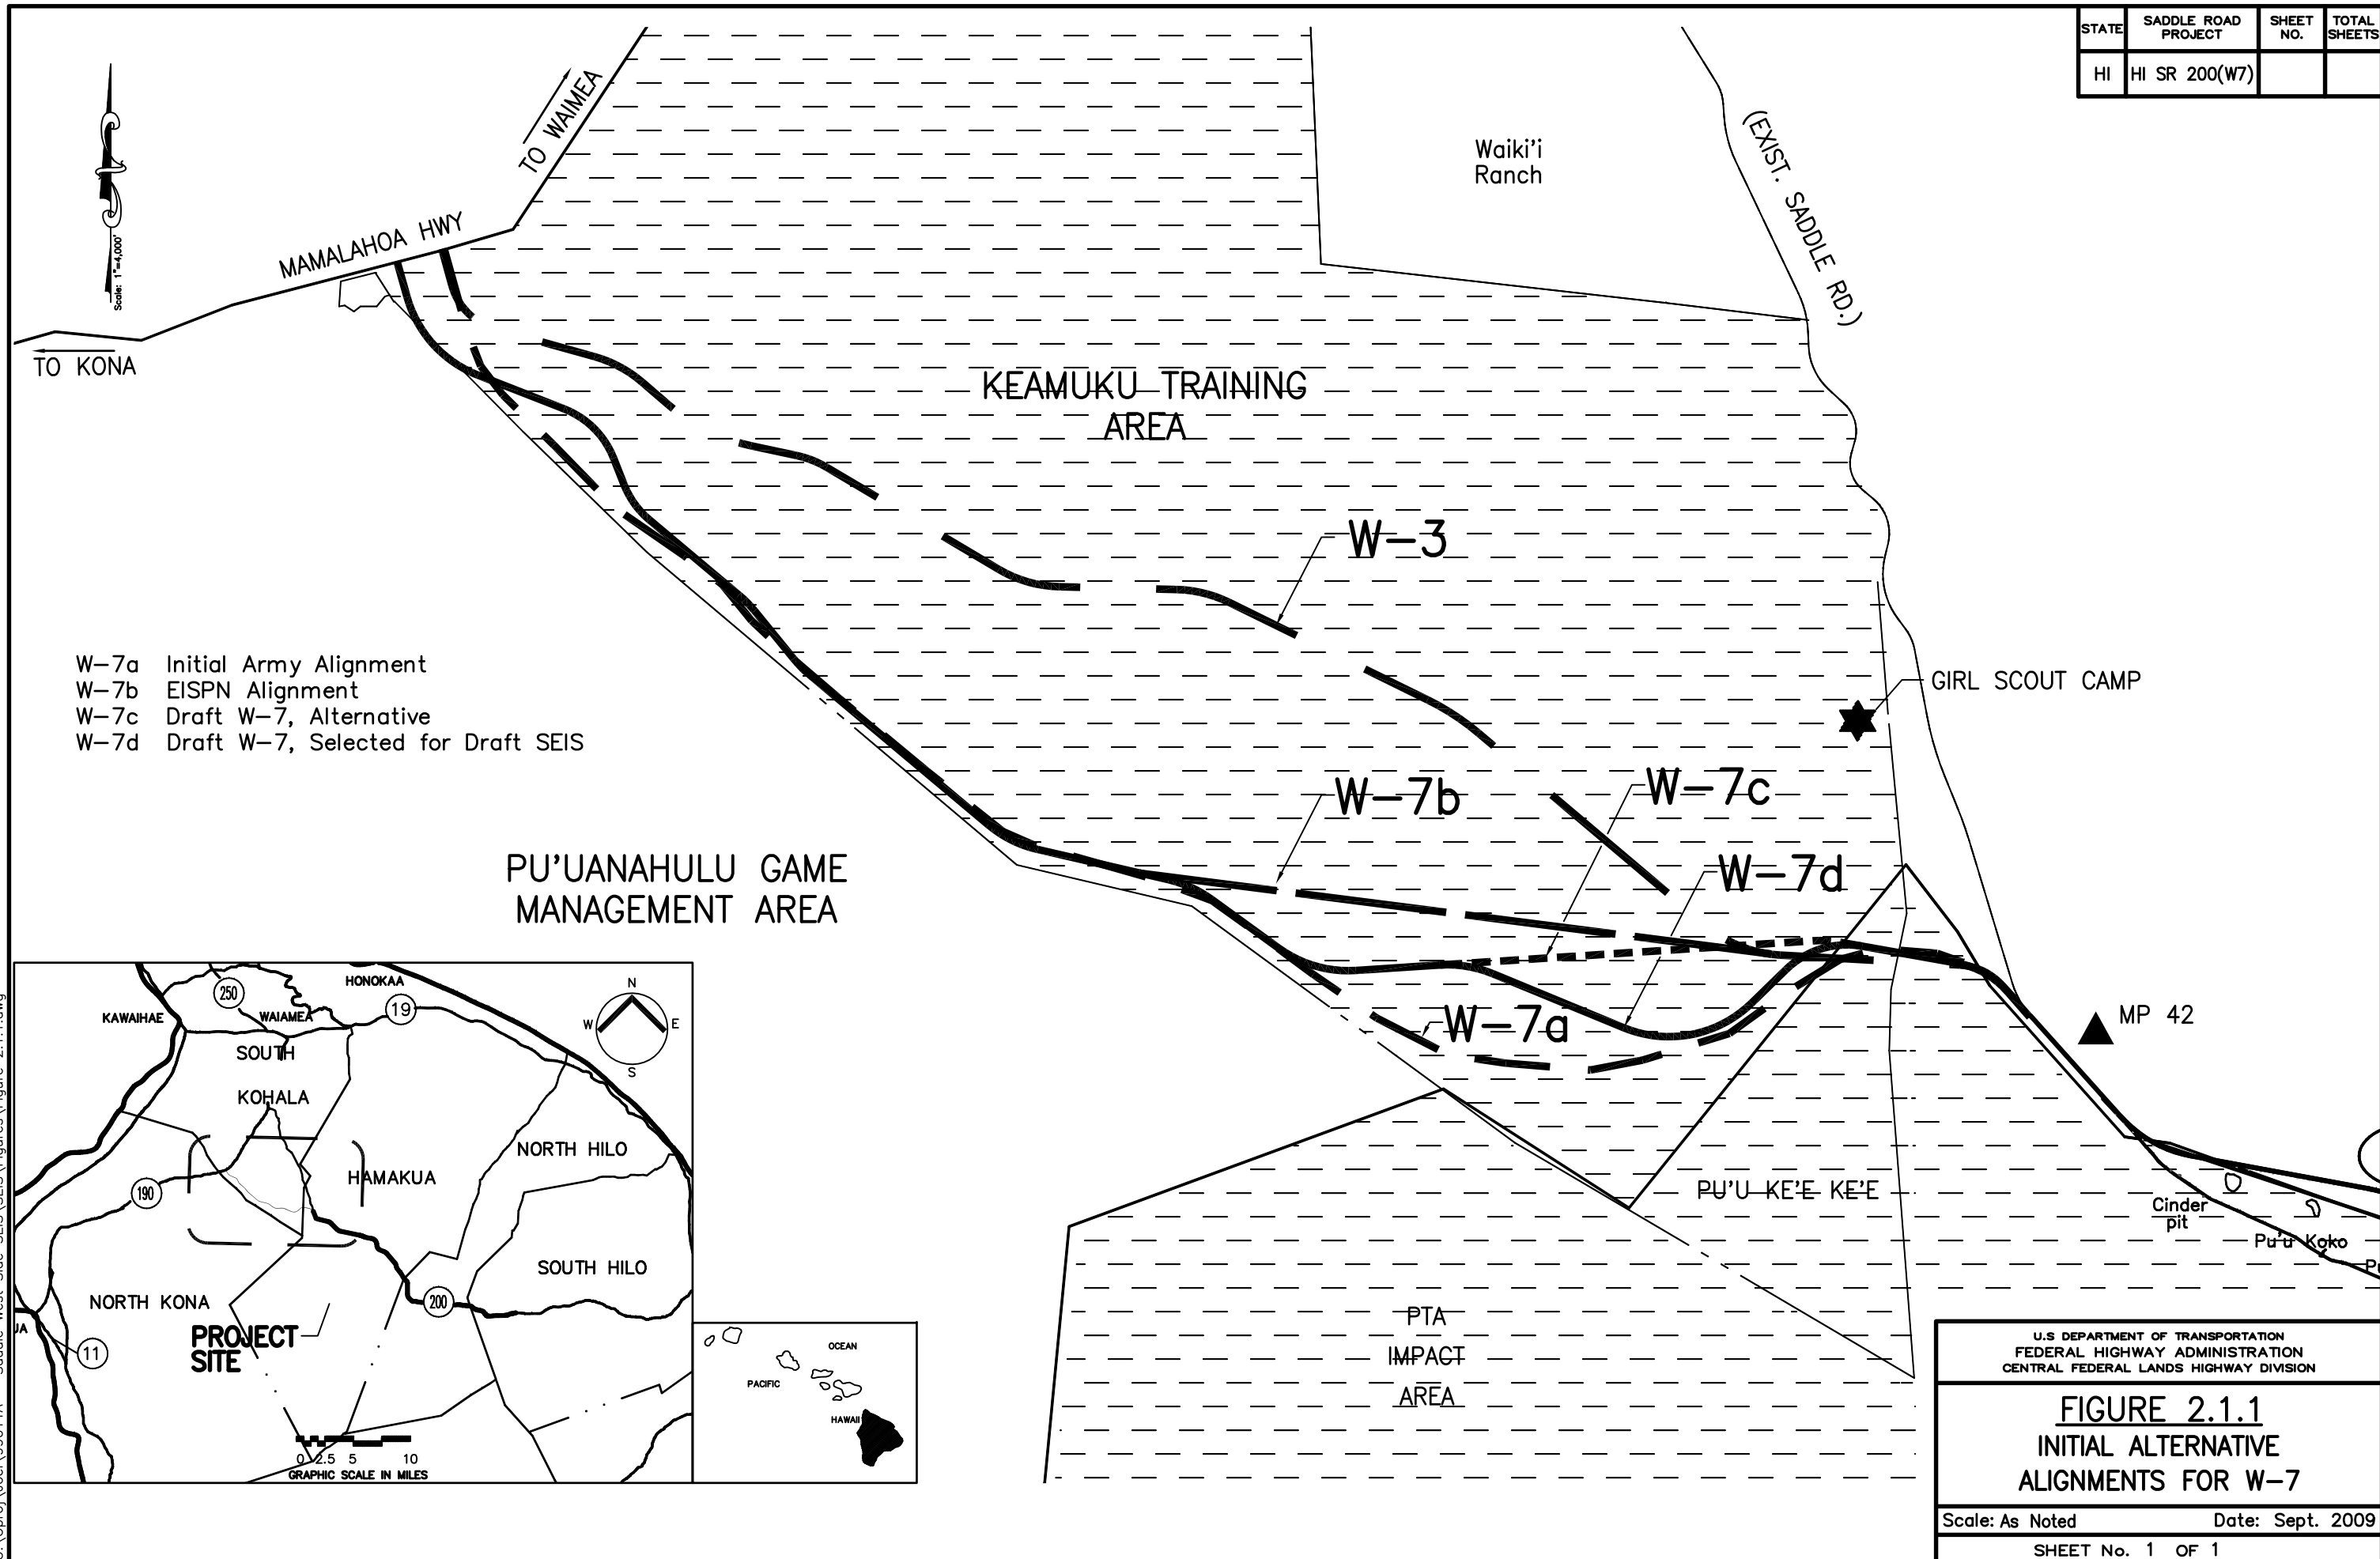 STATE
SADDLE ROAD
PROJECT
SHEET
NO.
TOTAL
SHEETS
HI
HI SR 200(W7)
TO WAIMEA
MAMALAHOA HWY
TO KONA
Scale: 1"=4,000'
Waiki'i
Ranch
(EXIST. SADDLE RD.)
KEAMUKU TRAINING
AREA
W-3
W-7a Initial Army Alignment
W-7b EISPN Alignment
W-7c Draft W-7, Alternative
W-7d Draft W-7, Selected for Draft SEIS
GIRL SCOUT CAMP
W-7b
W-7c
W-7d
W-7a
PU'UANAHULU GAME
MANAGEMENT AREA
MP 42
PU'U KE'E KE'E
Cinder
pit
Pu'u Koko
PTA
IMPACT
AREA
HONOKAA
250
19
KAWAIHAE
WAIAMEA
N
W
E
S
SOUTH
KOHALA
NORTH HILO
HAMAKUA
190
SOUTH HILO
NORTH KONA
200
PROJECT
SITE
11
0 2.5 5 10
GRAPHIC SCALE IN MILES
OCEAN
PACIFIC
HAWAII
U.S DEPARTMENT OF TRANSPORTATION
FEDERAL HIGHWAY ADMINISTRATION
CENTRAL FEDERAL LANDS HIGHWAY DIVISION
FIGURE 2.1.1
INITIAL ALTERNATIVE
ALIGNMENTS FOR W-7
Scale: As Noted Date: Sept. 2009
SHEET No. 1 OF 1